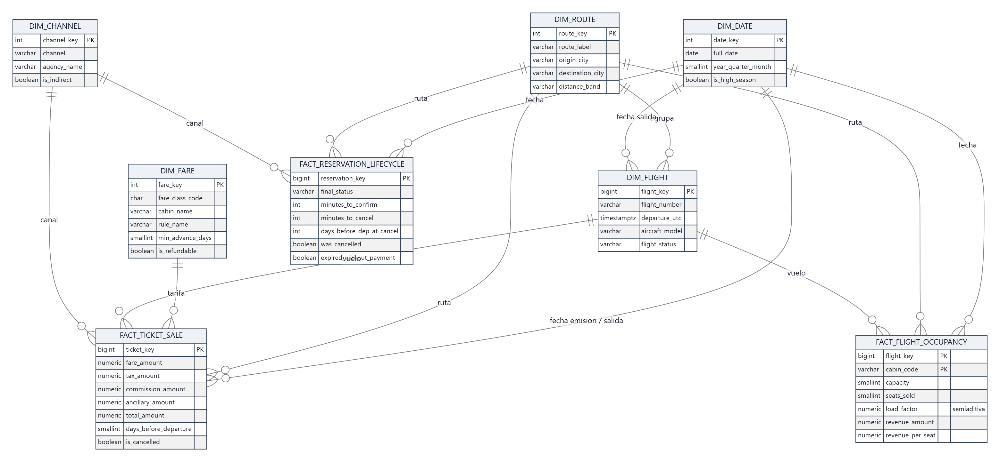 DIM_CHANNEL
int channel_key PK
varchar channel
varchar agency_name
boolean is_indirect
DIM_ROUTE
int route_key PK
varchar route_label
varchar origin_city
varchar destination_city
varchar distance_band
DIM_DATE
int date_key PK
date full_date
smallint year_quarter_month
boolean is_high_season
ruta
fecha
canal
fecha salida
agrupa
ruta
fecha
DIM_FARE
int fare_key PK
char fare_class_code
varchar cabin_name
varchar rule_name
smallint min_advance_days
boolean is_refundable
FACT_RESERVATION_LIFECYCLE
bigint reservation_key PK
varchar final_status
int minutes_to_confirm
int minutes_to_cancel
int days_before_dep_at_cancel
boolean was_cancelled
boolean expired_without_payment
vuelo
DIM_FLIGHT
bigint flight_key PK
varchar flight_number
timestamptz departure_utc
varchar aircraft_model
varchar flight_status
canal
vuelo
tarifa
ruta
fecha emision / salida
FACT_TICKET_SALE
bigint ticket_key PK
numeric fare_amount
numeric tax_amount
numeric commission_amount
numeric ancillary_amount
numeric total_amount
smallint days_before_departure
boolean is_cancelled
FACT_FLIGHT_OCCUPANCY
bigint flight_key PK
varchar cabin_code PK
smallint capacity
smallint seats_sold
numeric load_factor semiaditiva
numeric revenue_amount
numeric revenue_per_seat